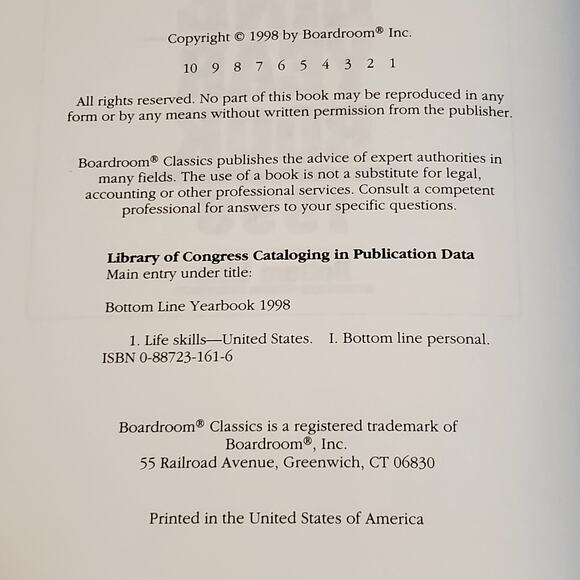 Copyright © 1998 by Boardroom® Inc.
10 9 8 7 6 5 4 3 2 1
All rights reserved. No part of this book may be reproduced in any
form or by any means without written permission from the publisher.
Boardroom® Classics publishes the advice of expert authorities in
many fields. The use of a book is not a substitute for legal,
accounting or other professional services. Consult a competent
professional for answers to your specific questions.
Library of Congress Cataloging in Publication Data
Main entry under title:
Bottom Line Yearbook 1998
1. Life skills—United States. I. Bottom line personal.
ISBN 0-88723-161-6
Boardroom® Classics is a registered trademark of
Boardroom®, Inc.
55 Railroad Avenue, Greenwich, CT 06830
Printed in the United States of America